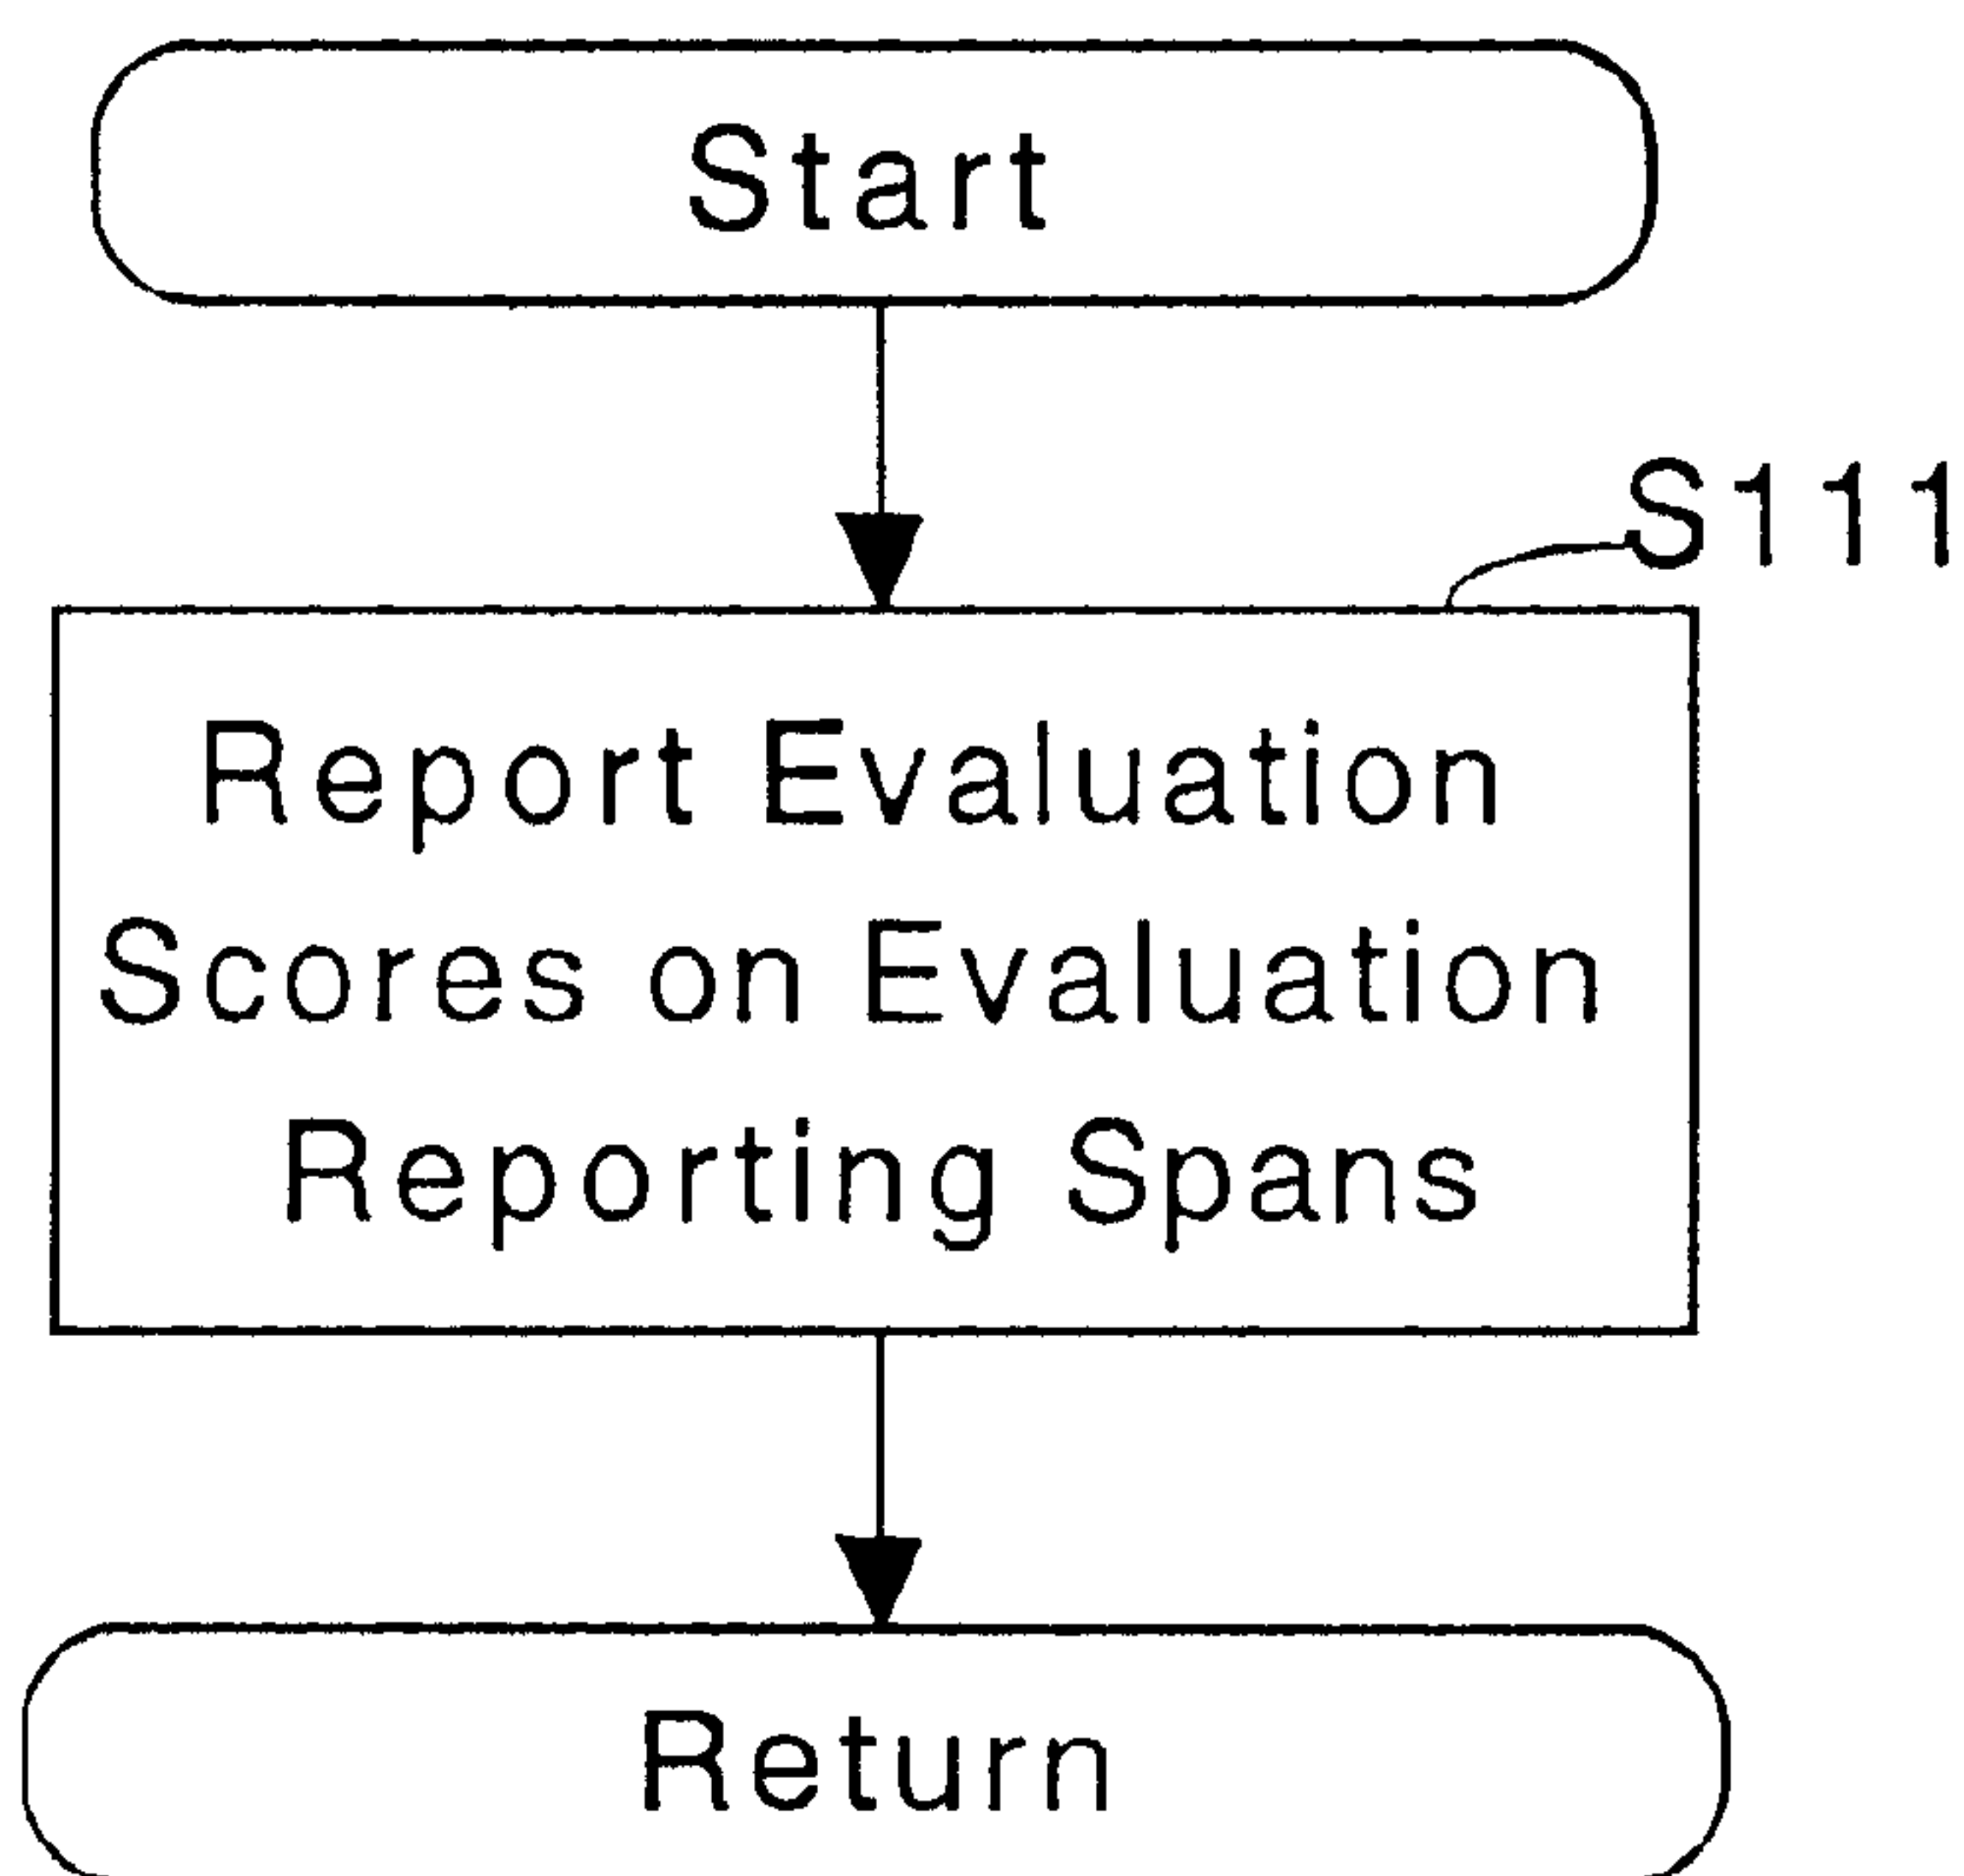 Start
S111
Report Evaluation
Scores on Evaluation
Reporting Spans
Return